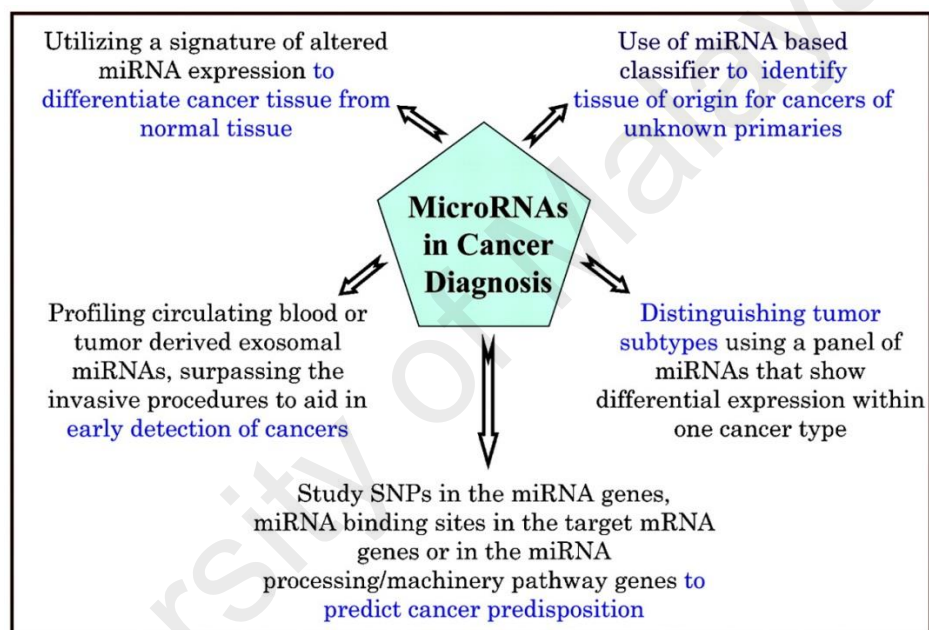 Utilizing a signature of altered
miRNA expression to
differentiate cancer tissue from
normal tissue
Use of miRNA based
classifier to identify
tissue of origin for cancers of
unknown primaries
MicroRNAs
in Cancer
Diagnosis
Profiling circulating blood or
tumor derived exosomal
miRNAs, surpassing the
invasive procedures to aid in
early detection of cancers
Distinguishing tumor
subtypes using a panel of
miRNAs that show
differential expression within
one cancer type
Study SNPs in the miRNA genes,
miRNA binding sites in the target mRNA
genes or in the miRNA
processing/machinery pathway genes to
predict cancer predisposition
rsity of Malaya